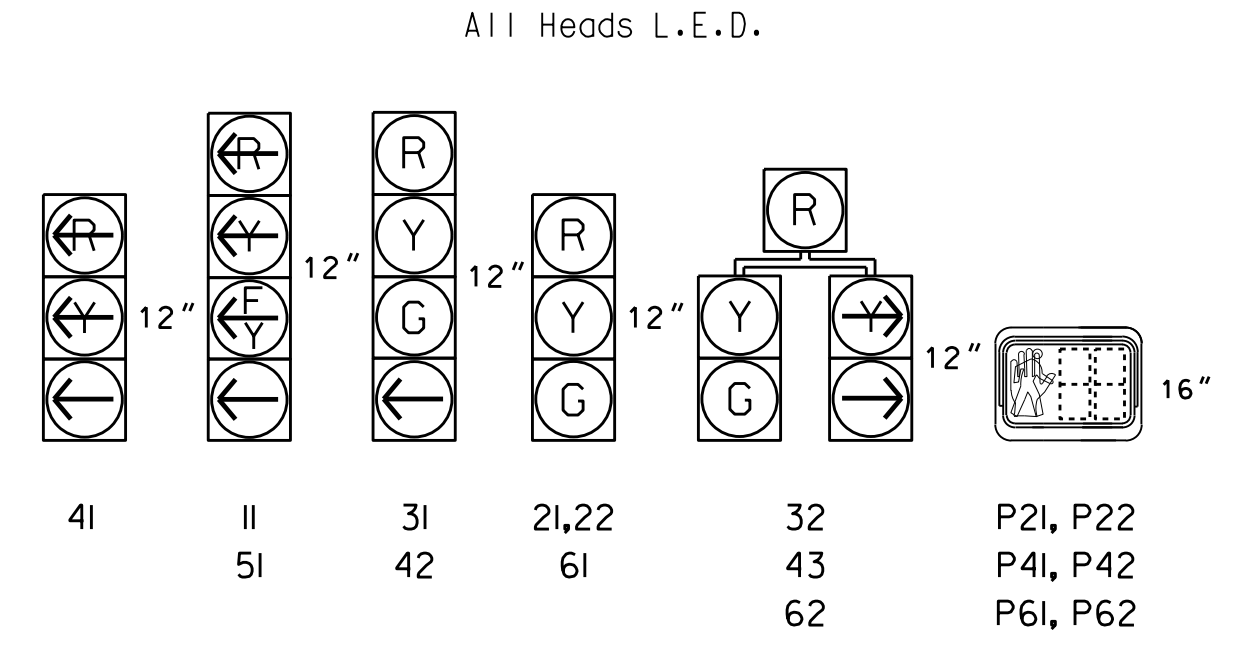 All Heads L.E.D.
R
R
R
Y
Y
R
R
12"
12"
Y
F
Y
12"
G
Y
12"
Y
Y
12"
16"
G
G
41
11
31
21,22
32
P21, P22
51
42
61
43
P41, P42
62
P61, P62